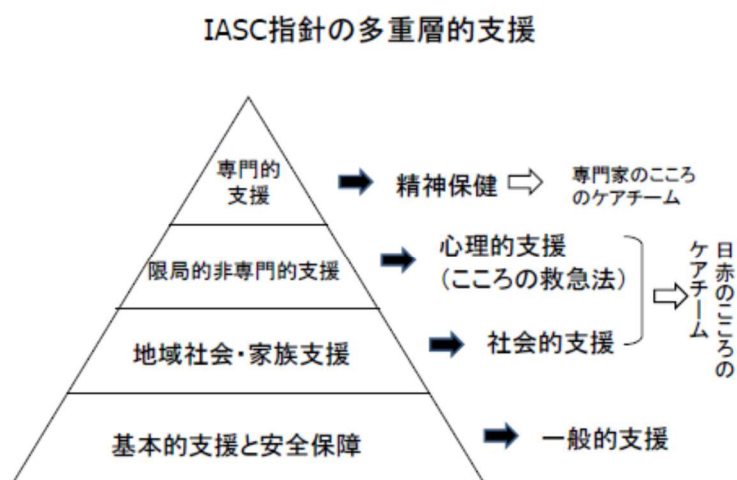 IASC指針の多重層的支援
専門的
支援
精神保健
専門家のこころ
のケアチーム
限局的非専門的支援
心理的支援
(こころの救急法)
日赤のこころの
ケアチーム
地域社会・家族支援
社会的支援
基本的支援と安全保障
一般的支援